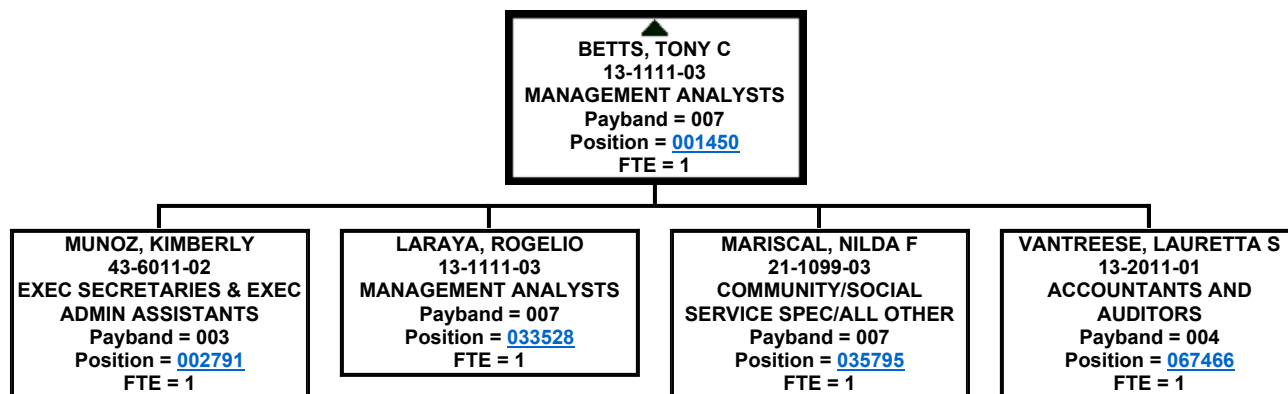 BETTS, TONY C
13-1111-03
MANAGEMENT ANALYSTS
Payband = 007
Position = 001450
FTE = 1
MUNOZ, KIMBERLY
43-6011-02
EXEC SECRETARIES & EXEC
ADMIN ASSISTANTS
Payband = 003
Position = 002791
FTE = 1
LARAYA, ROGELIO
13-1111-03
MANAGEMENT ANALYSTS
Payband = 007
Position = 033528
FTE = 1
MARISCAL, NILDA F
21-1099-03
COMMUNITY/SOCIAL
SERVICE SPEC/ALL OTHER
Payband = 007
Position = 035795
FTE = 1
VANTREESE, LAURETTA S
13-2011-01
ACCOUNTANTS AND
AUDITORS
Payband = 004
Position = 067466
FTE = 1